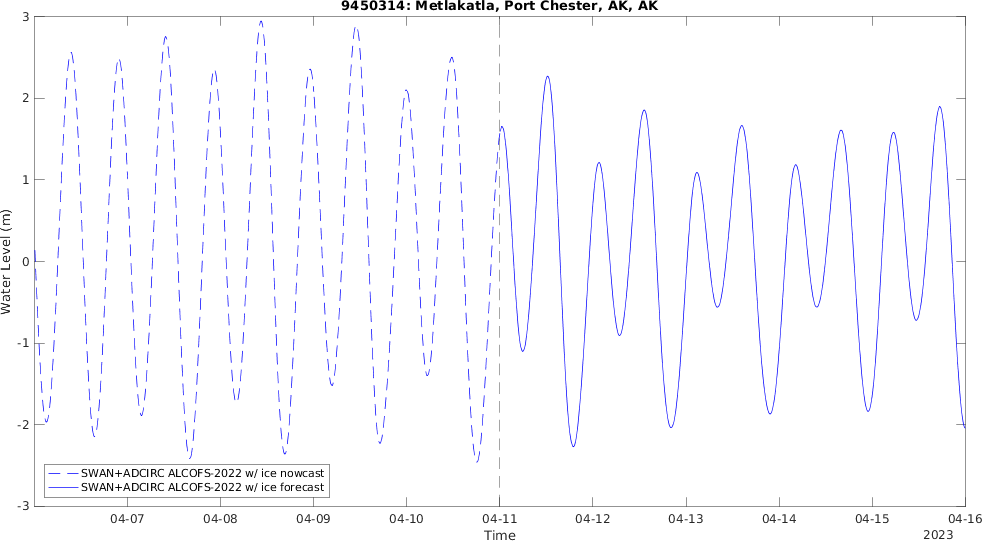 9450314: Metlakatla, Port Chester, AK, AK
Water Level (m)
3
2
1
0
-1
-2
-3
SWAN+ADCIRC ALCOFS-2022 w/ ice nowcast
SWAN+ADCIRC ALCOFS-2022 w/ ice forecast
04-07 04-08 04-09 04-10 04-11 04-12 04-13 04-14 04-15 04-16
Time
2023